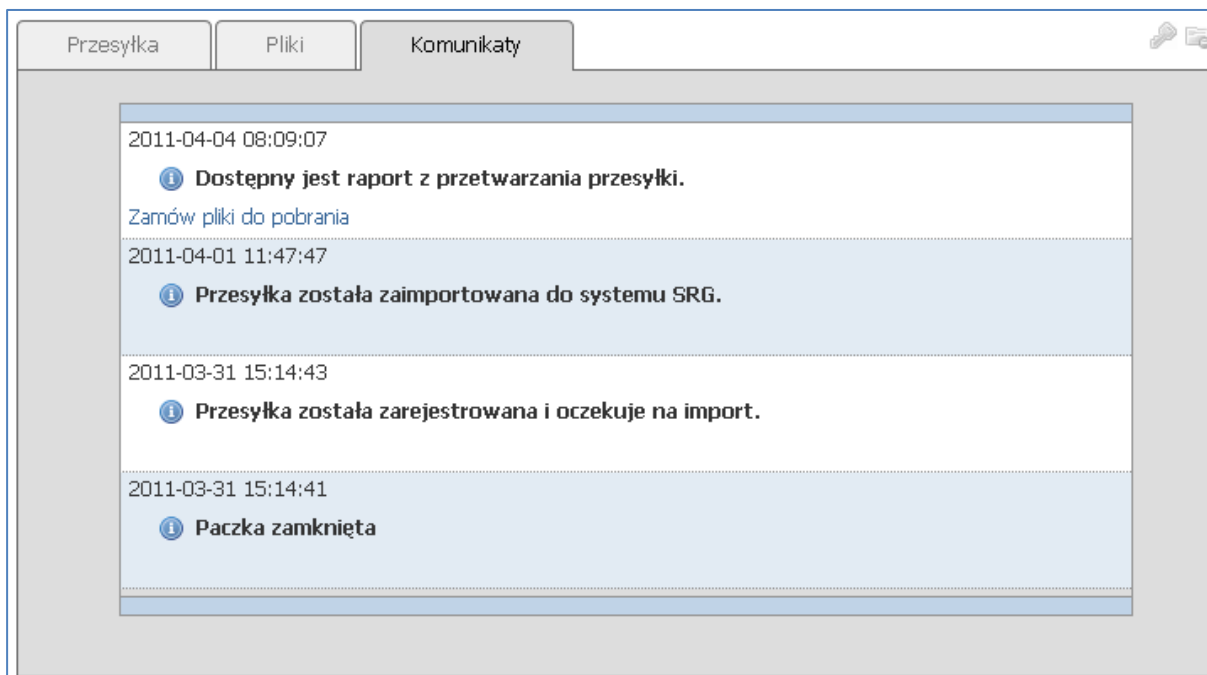 Przesyłka Pliki Komunikaty
2011-04-04 08:09:07
Dostępny jest raport z przetwarzania przesyłki.
Zamów pliki do pobrania
2011-04-01 11:47:47
Przesyłka została zaimportowana do systemu SRG.
2011-03-31 15:14:43
Przesyłka została zarejestrowana i oczekuje na import.
2011-03-31 15:14:41
Paczka zamknięta